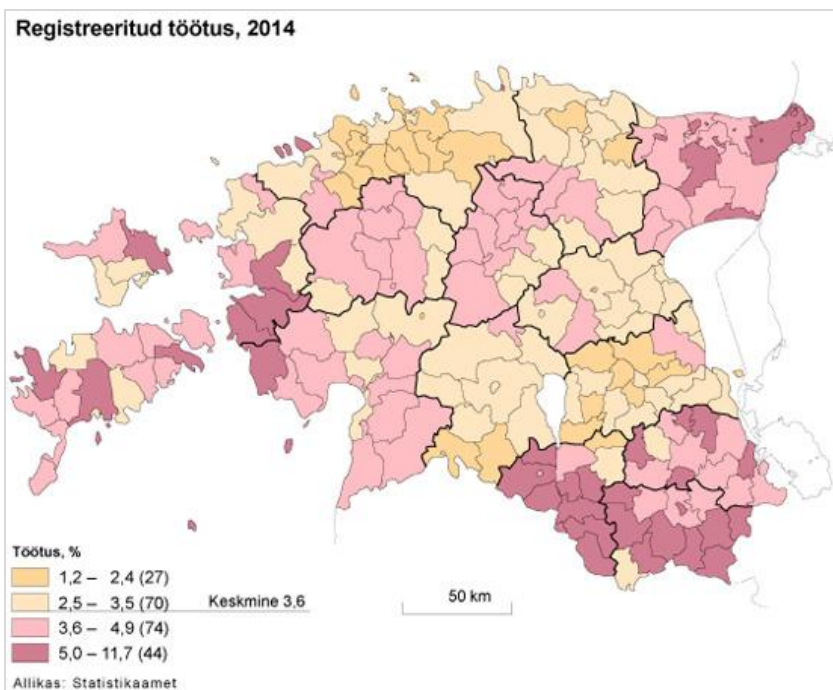 Registreeritud töötus, 2014
Töötus, %
1,2 – 2,4 (27)
2,5 – 3,5 (70)
Keskmine 3,6
50 km
3,6 – 4,9 (74)
5,0 – 11,7 (44)
Allikas: Statistikaamet